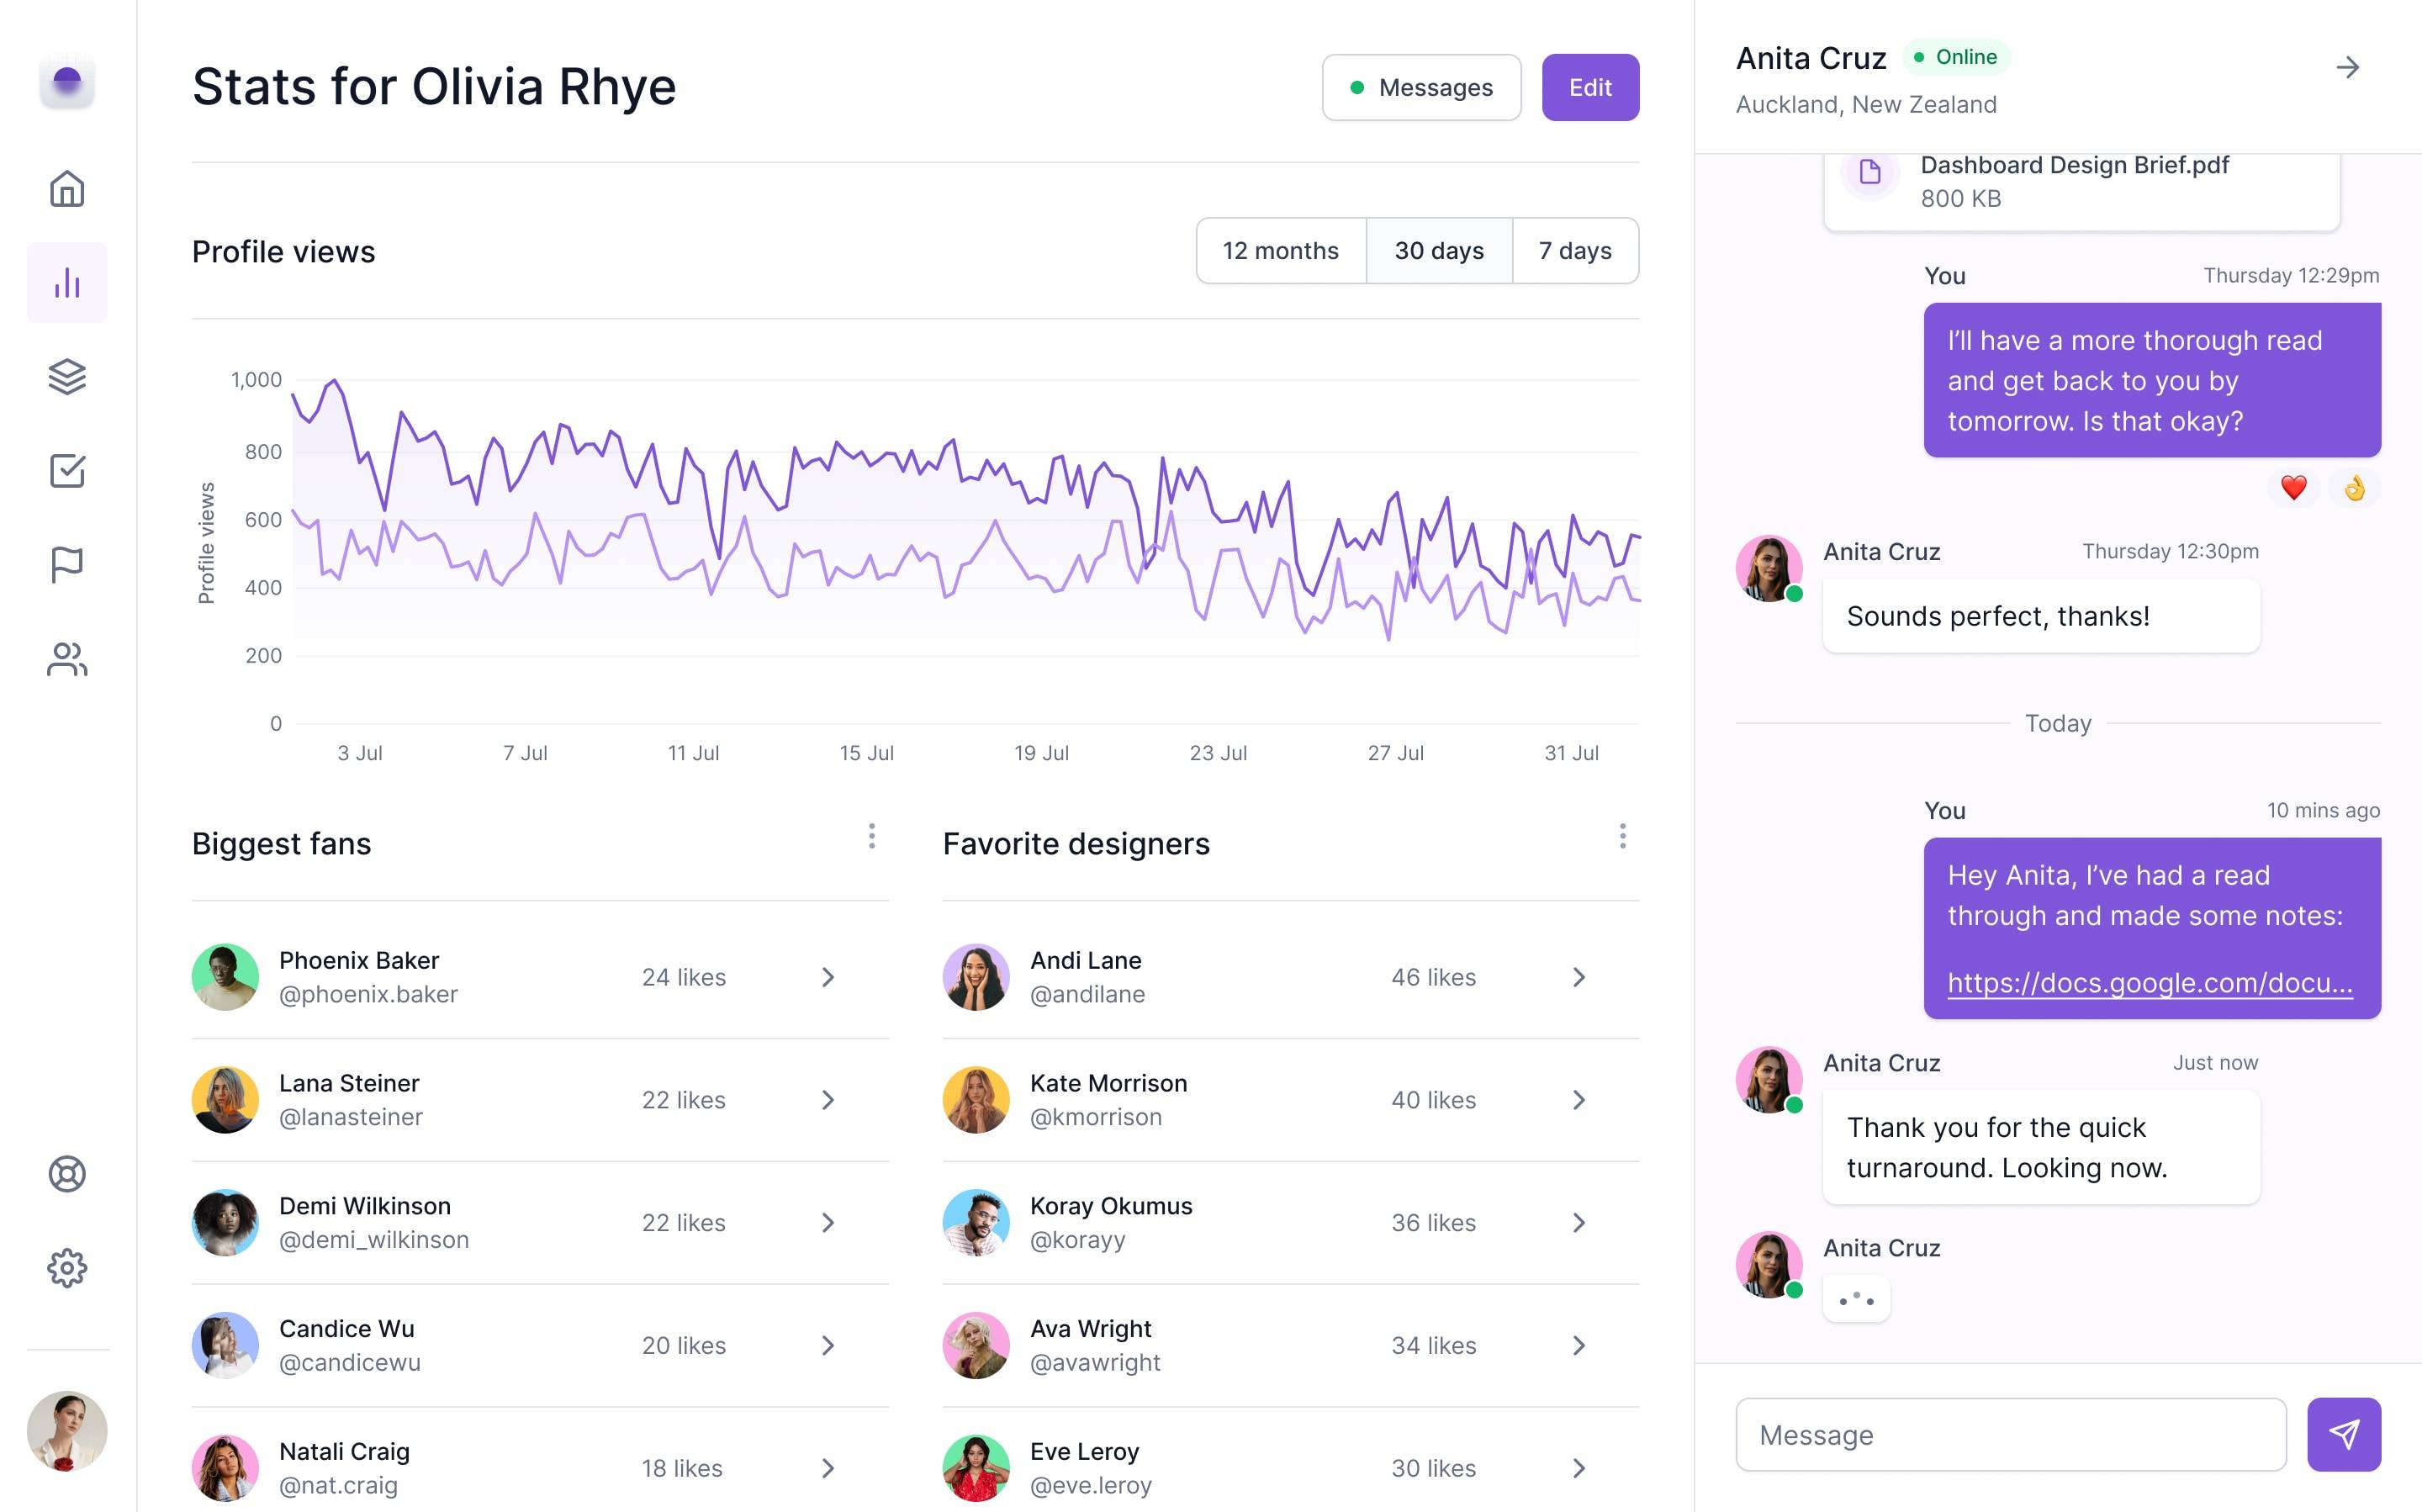 Stats for Olivia Rhye
Messages
Edit
Profile views
12 months
30 days
7 days
Profile views
1,000
800
600
400
200
0
3 Jul
7 Jul
11 Jul
15 Jul
19 Jul
23 Jul
27 Jul
31 Jul
Biggest fans
Phoenix Baker
@phoenix.baker
24 likes
Lana Steiner
@lanasteiner
22 likes
Demi Wilkinson
@demi_wilkinson
22 likes
Candice Wu
@candicewu
20 likes
Natali Craig
@nat.craig
18 likes
Favorite designers
Andi Lane
@andilane
46 likes
Kate Morrison
@kmorrison
40 likes
Koray Okumus
@korayy
36 likes
Ava Wright
@avawright
34 likes
Eve Leroy
@eve.leroy
30 likes
Anita Cruz
Online
Auckland, New Zealand
Dashboard Design Brief.pdf
800 KB
You
Thursday 12:29pm
I’ll have a more thorough read
and get back to you by
tomorrow. Is that okay?
Anita Cruz
Thursday 12:30pm
Sounds perfect, thanks!
Today
You
10 mins ago
Hey Anita, I’ve had a read
through and made some notes:
https://docs.google.com/docu...
Anita Cruz
Just now
Thank you for the quick
turnaround. Looking now.
Anita Cruz
Message